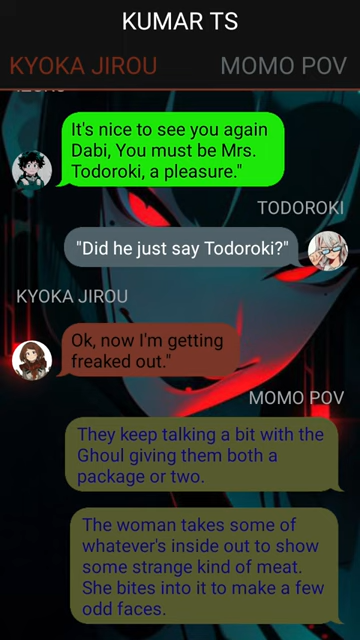 KUMAR TS
KYOKA JIROU MOMO POV
It's nice to see you again
Dabi, You must be Mrs.
Todoroki, a pleasure."
TODOROKI
"Did he just say Todoroki?"
KYOKA JIROU
Ok, now I'm getting
freaked out."
MOMO POV
They keep talking a bit with the
Ghoul giving them both a
package or two.
The woman takes some of
whatever's inside out to show
some strange kind of meat.
She bites into it to make a few
odd faces.